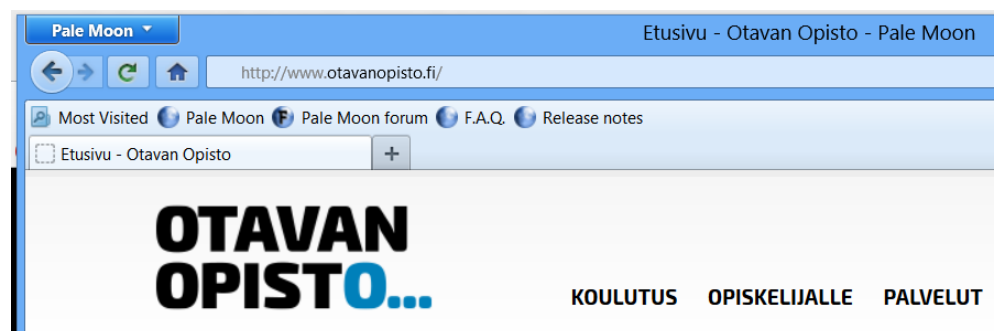 Pale Moon
Etusivu - Otavan Opisto - Pale Moon
http://www.otavanopisto.fi/
Most Visited Pale Moon Pale Moon forum F.A.Q. Release notes
Etusivu - Otavan Opisto
OTAVAN
OPISTO...
KOULUTUS OPISKELIJALLE PALVELUT